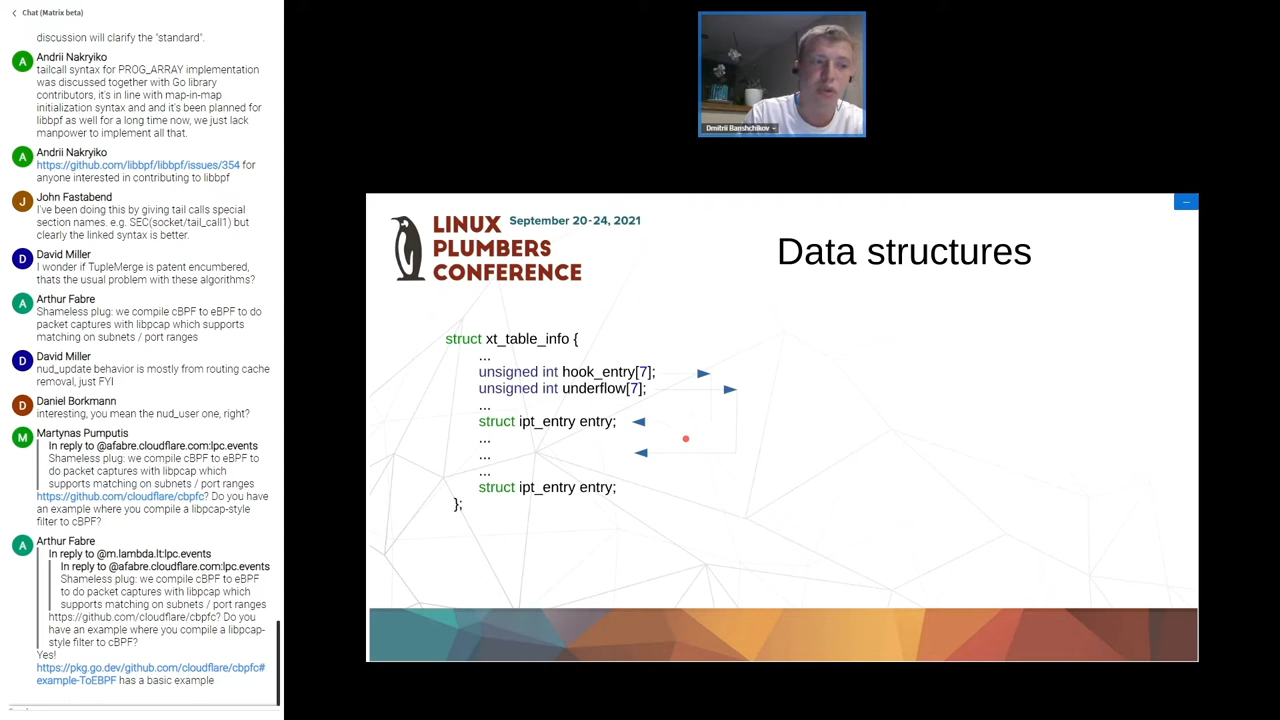 Chat (Matrix beta)
discussion will clarify the "standard".
A
Andrii Nakryiko
tailcall syntax for PROG_ARRAY implementation
was discussed together with Go library
contributors, it's in line with map-in-map
initialization syntax and and it's been planned for
libbpf as well for a long time now, we just lack
manpower to implement all that.
A
Andrii Nakryiko
https://github.com/libbpf/libbpf/issues/354 for
anyone interested in contributing to libbpf
J
John Fastabend
I've been doing this by giving tail calls special
section names. e.g. SEC(socket/tail_call1) but
clearly the linked syntax is better.
D
David Miller
I wonder if TupleMerge is patent encumbered,
thats the usual problem with these algorithms?
A
Arthur Fabre
Shameless plug: we compile cBPF to eBPF to do
packet captures with libpcap which supports
matching on subnets / port ranges
D
David Miller
nud_update behavior is mostly from routing cache
removal, just FYI
D
Daniel Borkmann
interesting, you mean the nud_user one, right?
M
Martynas Pumputis
In reply to @afabre.cloudflare.com:lpc.events
Shameless plug: we compile cBPF to eBPF to
do packet captures with libpcap which
supports matching on subnets / port ranges
https://github.com/cloudflare/cbpfc? Do you have
an example where you compile a libpcap-style
filter to cBPF?
A
Arthur Fabre
In reply to @m.lambda.lt:lpc.events
In reply to @afabre.cloudflare.com:lpc.events
Shameless plug: we compile cBPF to eBPF to
do packet captures with libpcap which
supports matching on subnets / port ranges
https://github.com/cloudflare/cbpfc? Do you
have an example where you compile a libpcap-
style filter to cBPF?
Yes!
https://pkg.go.dev/github.com/cloudflare/cbpfc#
example-ToEBPF has a basic example
Dmitrii Banshchikov
LINUX
PLUMBERS
CONFERENCE
September 20-24, 2021
Data structures
struct xt_table_info {
...
unsigned int hook_entry[7];
unsigned int underflow[7];
...
struct ipt_entry entry;
...
...
...
struct ipt_entry entry;
};